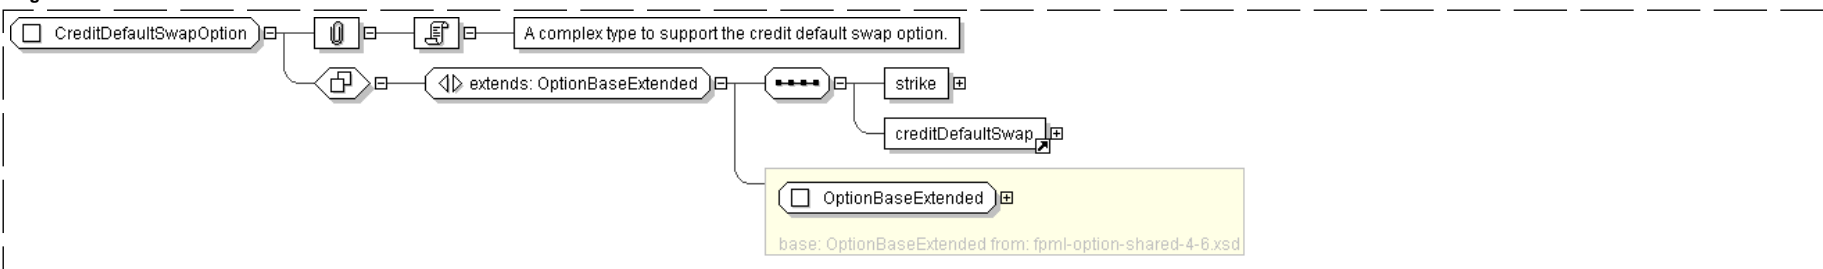 CreditDefaultSwapOption
A complex type to support the credit default swap option.
extends: OptionBaseExtended
strike
creditDefaultSwap
OptionBaseExtended
base: OptionBaseExtended from: fpml-option-shared-4-6.xsd